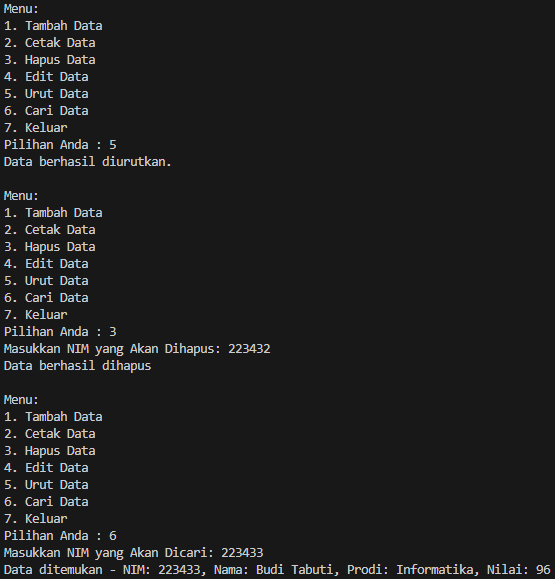 Menu:
1. Tambah Data
2. Cetak Data
3. Hapus Data
4. Edit Data
5. Urut Data
6. Cari Data
7. Keluar
Pilihan Anda : 5
Data berhasil diurutkan.

Menu:
1. Tambah Data
2. Cetak Data
3. Hapus Data
4. Edit Data
5. Urut Data
6. Cari Data
7. Keluar
Pilihan Anda : 3
Masukkan NIM yang Akan Dihapus: 223432
Data berhasil dihapus

Menu:
1. Tambah Data
2. Cetak Data
3. Hapus Data
4. Edit Data
5. Urut Data
6. Cari Data
7. Keluar
Pilihan Anda : 6
Masukkan NIM yang Akan Dicari: 223433
Data ditemukan - NIM: 223433, Nama: Budi Tabuti, Prodi: Informatika, Nilai: 96